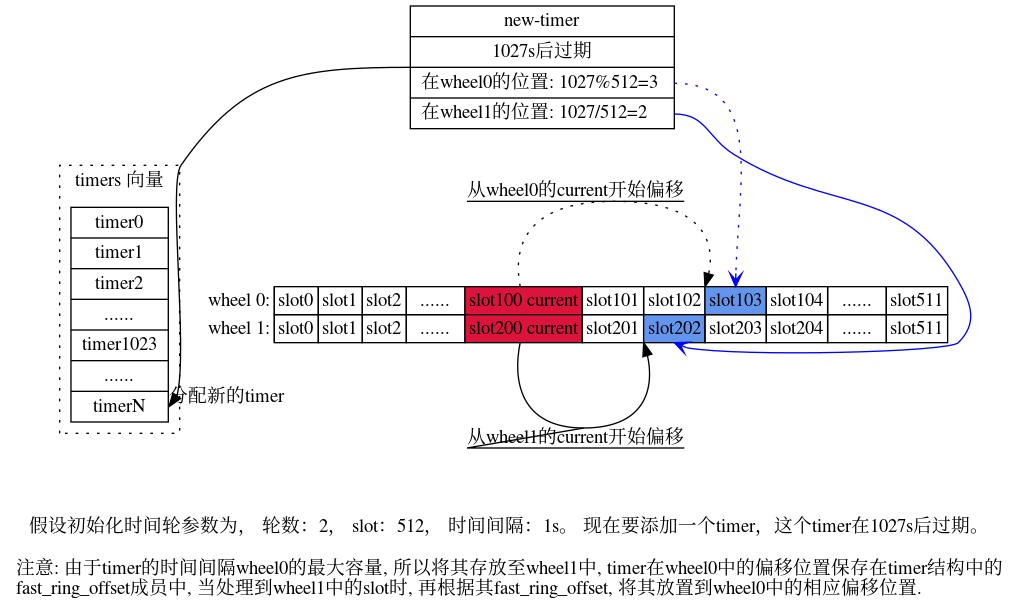 new-timer
1027s后过期
在wheel0的位置: 1027%512=3
在wheel1的位置: 1027/512=2
timers 向量
timer0
timer1
timer2
......
timer1023
......
timerN
分配新的timer
从wheel0的current开始偏移
wheel 0: slot0 slot1 slot2 ...... slot100 current slot101 slot102 slot103 slot104 ...... slot511
wheel 1: slot0 slot1 slot2 ...... slot200 current slot201 slot202 slot203 slot204 ...... slot511
从wheel1的current开始偏移
假设初始化时间轮参数为， 轮数：2， slot：512， 时间间隔：1s。 现在要添加一个timer，这个timer在1027s后过期。
注意: 由于timer的时间间隔wheel0的最大容量, 所以将其存放至wheel1中, timer在wheel0中的偏移位置保存在timer结构中的
fast_ring_offset成员中, 当处理到wheel1中的slot时, 再根据其fast_ring_offset, 将其放置到wheel0中的相应偏移位置.